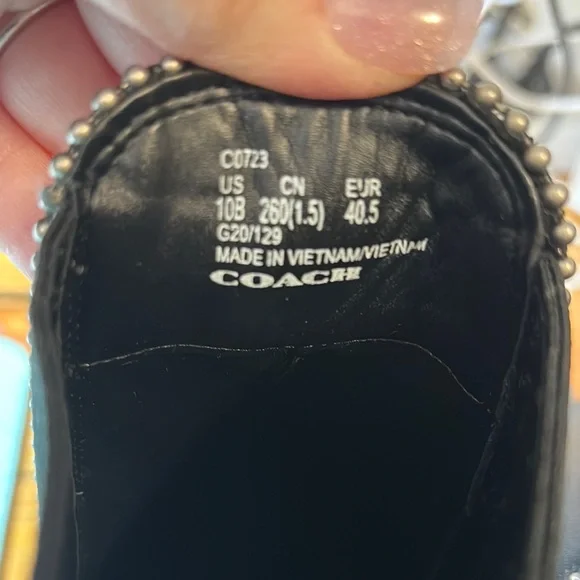 C0723
US CN EUR
10B 260(1.5) 40.5
G20/129
MADE IN VIETNAM/VIETNAM
COACH